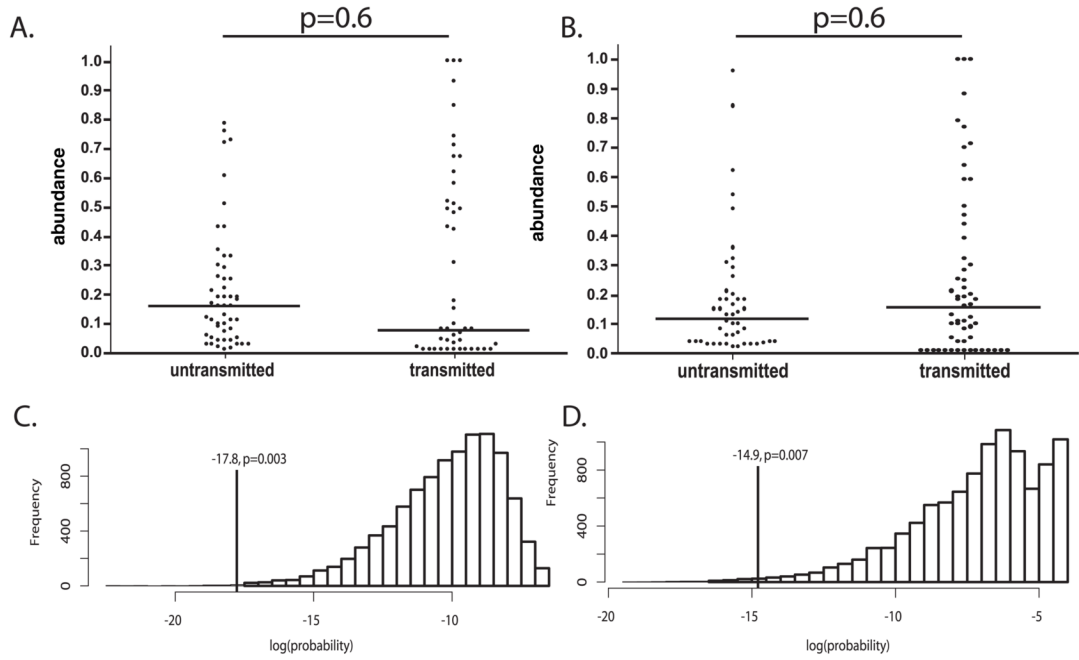 A.
p=0.6
abundance
1.0
0.9
0.8
0.7
0.6
0.5
0.4
0.3
0.2
0.1
0.0
untransmitted transmitted
B.
p=0.6
abundance
1.0
0.9
0.8
0.7
0.6
0.5
0.4
0.3
0.2
0.1
0.0
untransmitted transmitted
C.
Frequency
800
400
0
-17.8, p=0.003
-20 -15 -10
log(probability)
D.
Frequency
800
400
0
-14.9, p=0.007
-20 -15 -10 -5
log(probability)